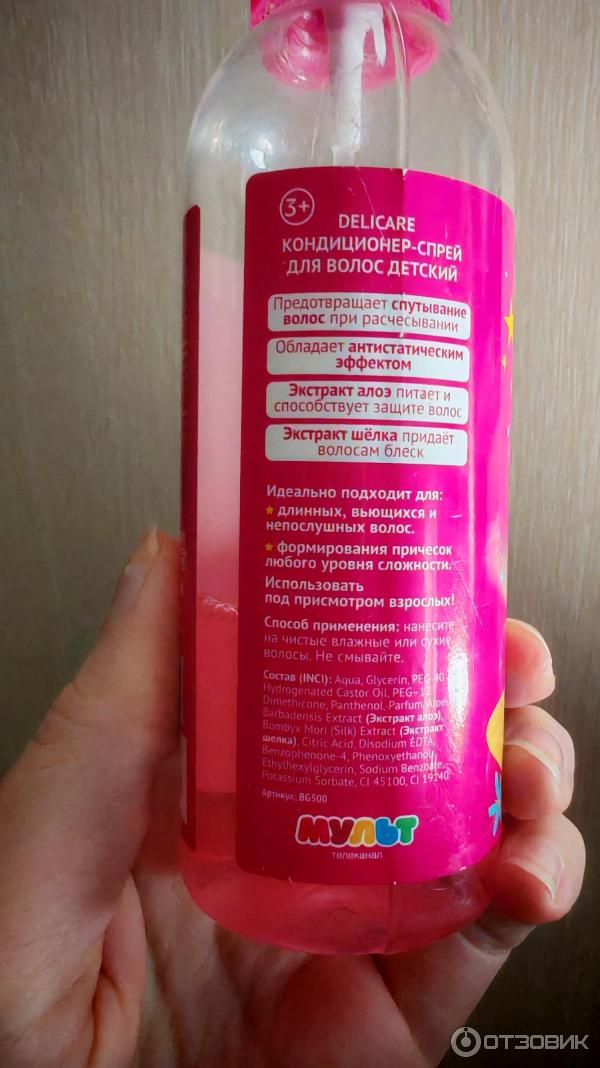 3+
DELICARE
КОНДИЦИОНЕР-СПРЕЙ
ДЛЯ ВОЛОС ДЕТСКИЙ
Предотвращает спутывание
волос при расчесывании
Обладает антистатическим
эффектом
Экстракт алоэ питает и
способствует защите волос
Экстракт шёлка придаёт
волосам блеск
Идеально подходит для:
длинных, вьющихся и
непослушных волос.
формирования причесок
любого уровня сложности.
Использовать
под присмотром взрослых!
Способ применения: нанесите
на чистые влажные или сухие
волосы. Не смывайте.
Состав (INCI): Aqua, Glycerin, PEG-40
Hydrogenated Castor Oil, PEG-12
Dimethicone, Panthenol, Parfum, Aloe
Barbadensis Extract (Экстракт алоэ),
Bombyx Mori (Silk) Extract (Экстракт
шелка), Citric Acid, Disodium EDTA,
Benzophenone-4, Phenoxyethanol,
Ethylhexylglycerin, Sodium Benzoate,
Potassium Sorbate, CI 45100, CI 19140.
Артикул: BG500
МУЛЬТ
телеканал
ОТЗОВИК